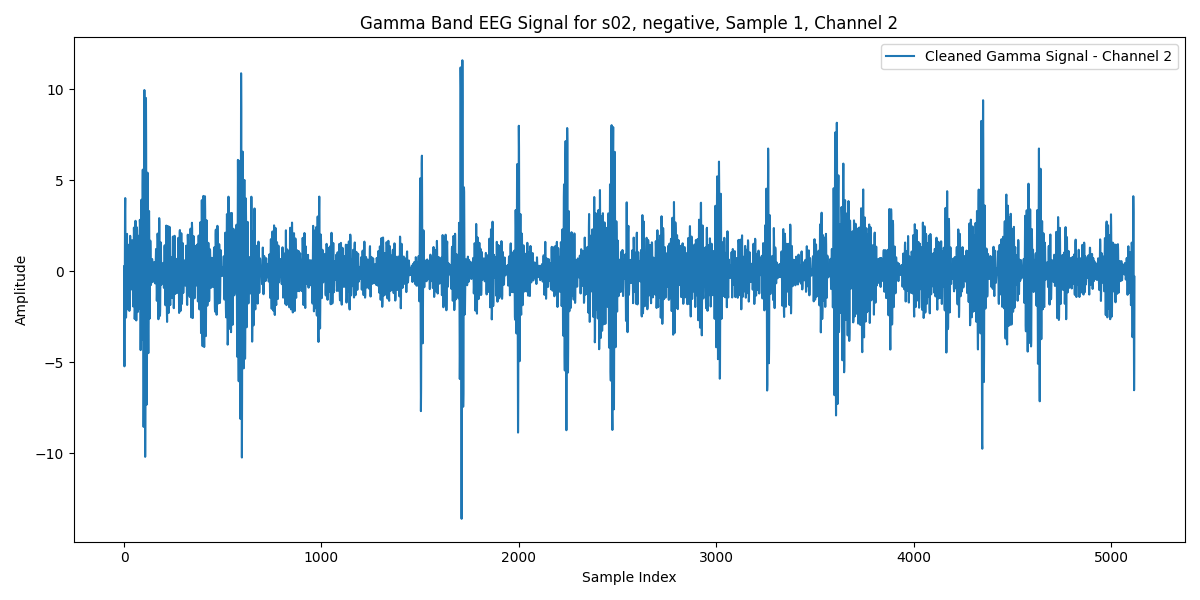 Gamma Band EEG Signal for s02, negative, Sample 1, Channel 2
Cleaned Gamma Signal - Channel 2
10
5
0
−5
−10
Amplitude
0 1000 2000 3000 4000 5000
Sample Index